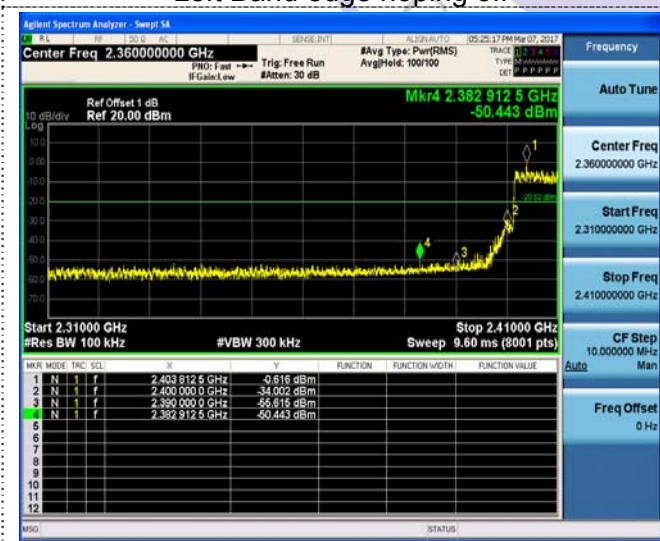 Left Band edge hoping off
Agilent Spectrum Analyzer - Swept SA
RL RF 50 Ω AC SENSE:INT ALIGN AUTO 05:25:17 PM Mar 07, 2017
Center Freq 2.360000000 GHz
PNO: Fast
IFGain:Low
Trig: Free Run
#Atten: 30 dB
#Avg Type: Pwr(RMS)
Avg|Hold: 100/100
TRACE 1 2 3 4 5 6
TYPE M
DET P P P P P P
Ref Offset 1 dB
10 dB/div Ref 20.00 dBm
Log
Mkr4 2.382 912 5 GHz
-50.443 dBm
10.0
0.00
-10.0
-20.0
-30.0
-40.0
-50.0
-60.0
-70.0
1
-20.62 dBm
2
3
4
Start 2.31000 GHz
Stop 2.41000 GHz
#Res BW 100 kHz #VBW 300 kHz Sweep 9.60 ms (8001 pts)
MKR MODE TRC SCL X Y FUNCTION FUNCTION WIDTH FUNCTION VALUE
1 N 1 f 2.403 812 5 GHz -0.616 dBm
2 N 1 f 2.400 000 0 GHz -34.002 dBm
3 N 1 f 2.390 000 0 GHz -55.615 dBm
4 N 1 f 2.382 912 5 GHz -50.443 dBm
5
6
7
8
9
10
11
12
MSG STATUS
Frequency
Auto Tune
Center Freq
2.360000000 GHz
Start Freq
2.310000000 GHz
Stop Freq
2.410000000 GHz
CF Step
10.000000 MHz
Auto Man
Freq Offset
0 Hz